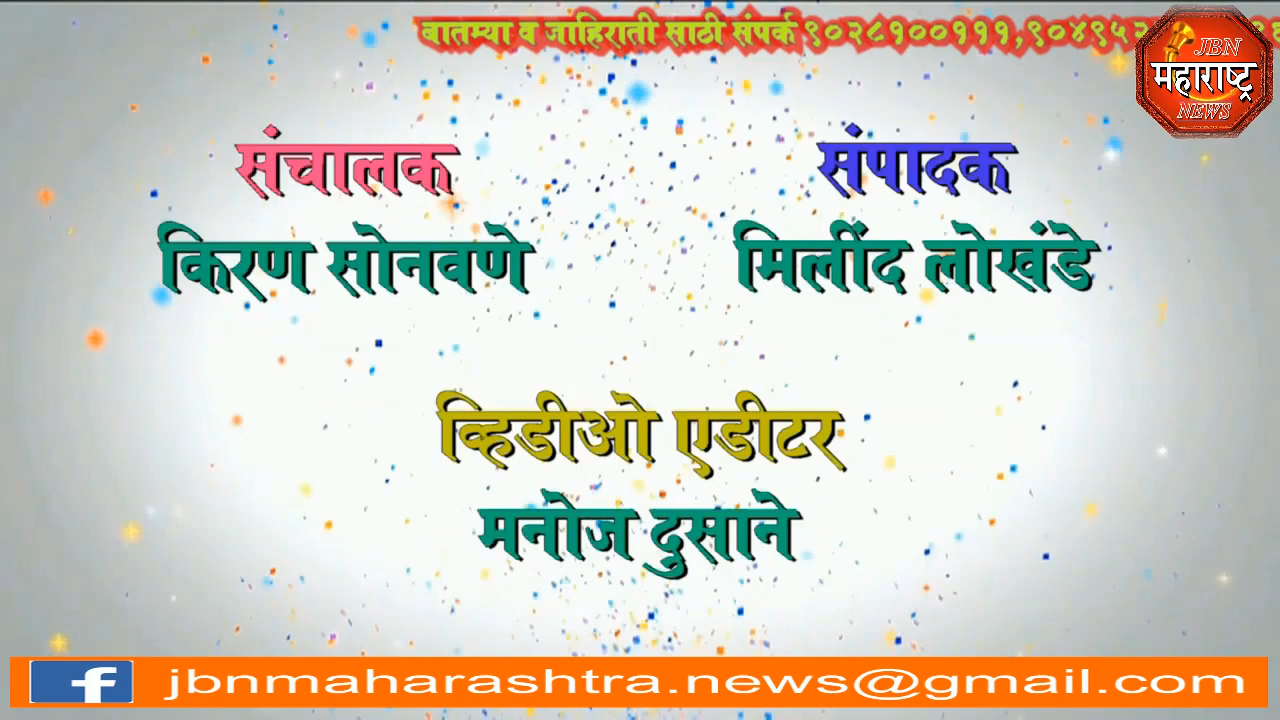 बातम्या व जाहिराती साठी संपर्क ९०२८१००१११,९०४९५
JBN
महाराष्ट्र
NEWS
संचालक
संपादक
किरण सोनवणे
मिलींद लोखंडे
व्हिडीओ एडीटर
मनोज दुसाने
f jbnmaharashtra.news@gmail.com